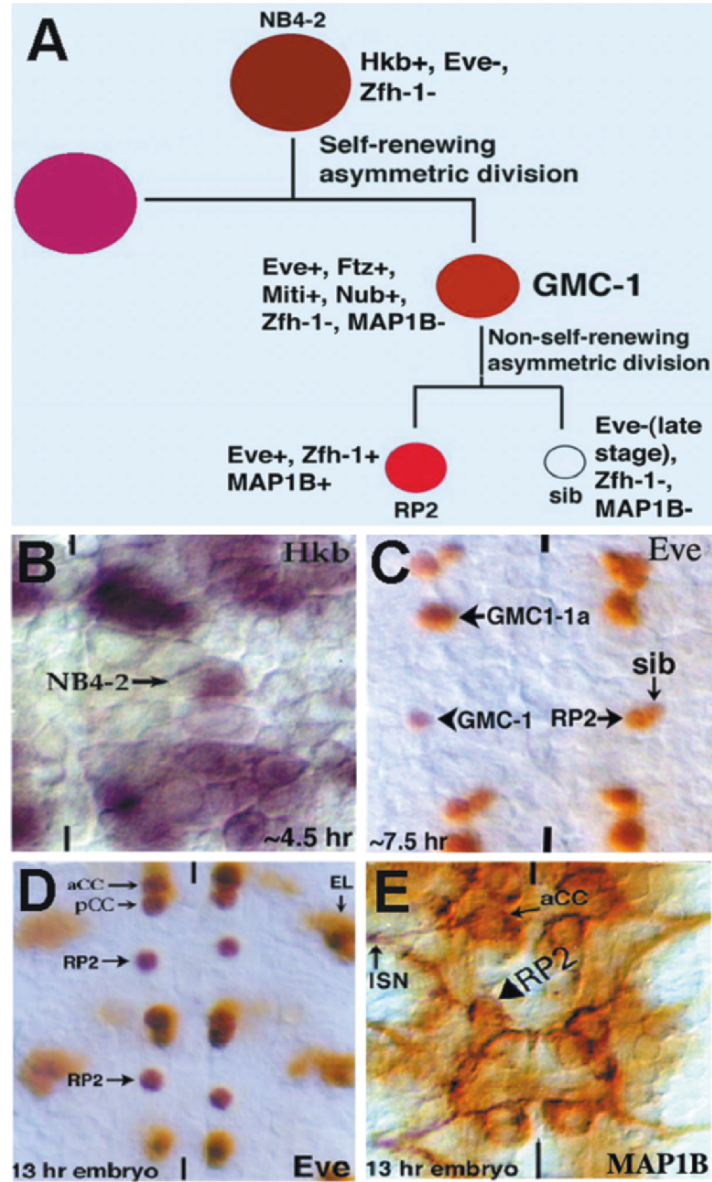 A
NB4-2
Hkb+, Eve-,
Zfh-1-
Self-renewing
asymmetric division
Eve+, Ftz+,
Miti+, Nub+,
Zfh-1-, MAP1B-
GMC-1
Non-self-renewing
asymmetric division
Eve+, Zfh-1+
MAP1B+
RP2
sib
Eve-(late
stage),
Zfh-1-,
MAP1B-
B
Hkb
NB4-2
~4.5 hr
C
Eve
GMC1-1a
sib
GMC-1
RP2
~7.5 hr
D
aCC
pCC
EL
RP2
RP2
13 hr embryo
Eve
E
aCC
RP2
ISN
13 hr embryo
MAP1B